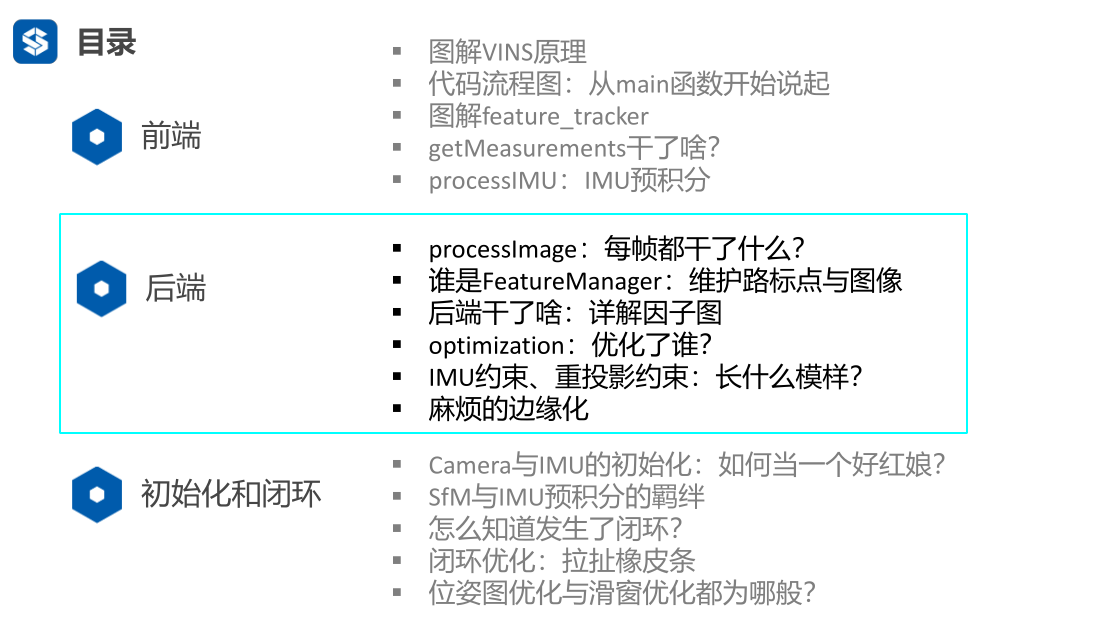 目录
前端
▪ 图解VINS原理
▪ 代码流程图：从main函数开始说起
▪ 图解feature_tracker
▪ getMeasurements干了啥？
▪ processIMU：IMU预积分
后端
▪ processImage：每帧都干了什么？
▪ 谁是FeatureManager：维护路标点与图像
▪ 后端干了啥：详解因子图
▪ optimization：优化了谁？
▪ IMU约束、重投影约束：长什么模样？
▪ 麻烦的边缘化
初始化和闭环
▪ Camera与IMU的初始化：如何当一个好红娘？
▪ SfM与IMU预积分的羁绊
▪ 怎么知道发生了闭环？
▪ 闭环优化：拉扯橡皮条
▪ 位姿图优化与滑窗优化都为哪般？